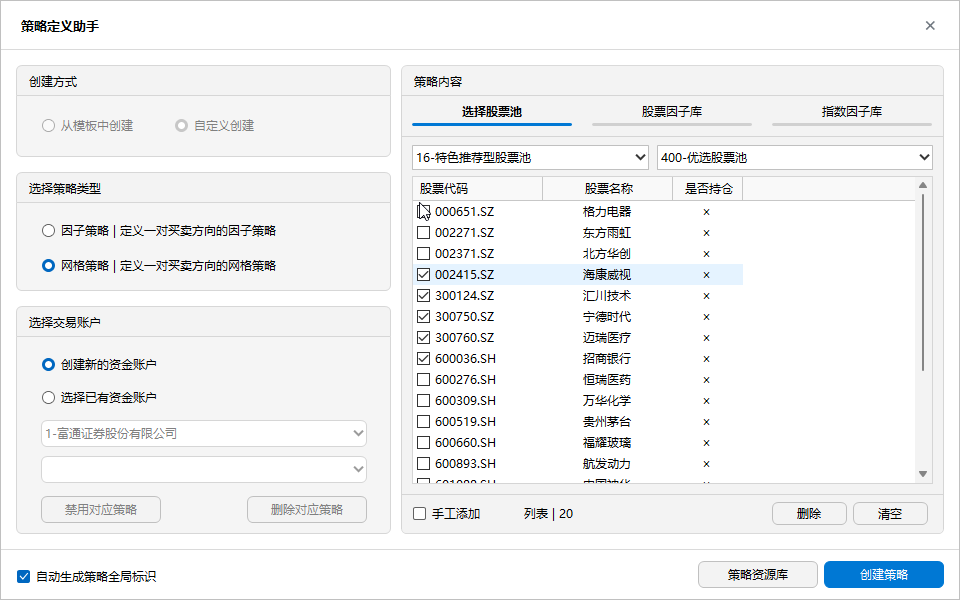 策略定义助手
创建方式
从模板中创建 自定义创建
选择策略类型
因子策略 | 定义一对买卖方向的因子策略
网格策略 | 定义一对买卖方向的网格策略
选择交易账户
创建新的资金账户
选择已有资金账户
1-富通证券股份有限公司
禁用对应策略 删除对应策略
策略内容
选择股票池 股票因子库 指数因子库
16-特色推荐型股票池 400-优选股票池
股票代码 股票名称 是否持仓
000651.SZ 格力电器 ×
002271.SZ 东方雨虹 ×
002371.SZ 北方华创 ×
002415.SZ 海康威视 ×
300124.SZ 汇川技术 ×
300750.SZ 宁德时代 ×
300760.SZ 迈瑞医疗 ×
600036.SH 招商银行 ×
600276.SH 恒瑞医药 ×
600309.SH 万华化学 ×
600519.SH 贵州茅台 ×
600660.SH 福耀玻璃 ×
600893.SH 航发动力 ×
手工添加 列表 | 20 删除 清空
自动生成策略全局标识 策略资源库 创建策略